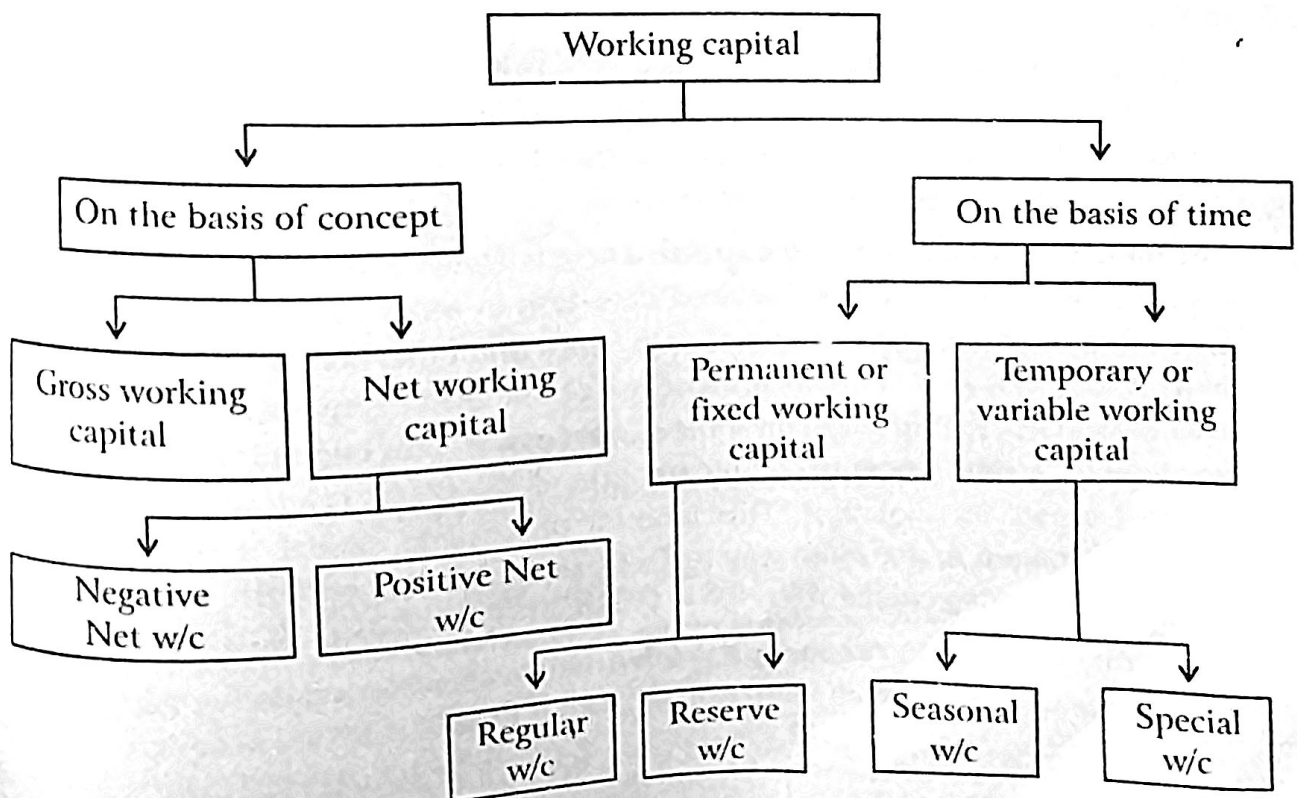 Working capital
On the basis of concept
On the basis of time
Gross working
capital
Net working
capital
Permanent or
fixed working
capital
Temporary or
variable working
capital
Negative
Net w/c
Positive Net
w/c
Regular
w/c
Reserve
w/c
Seasonal
w/c
Special
w/c